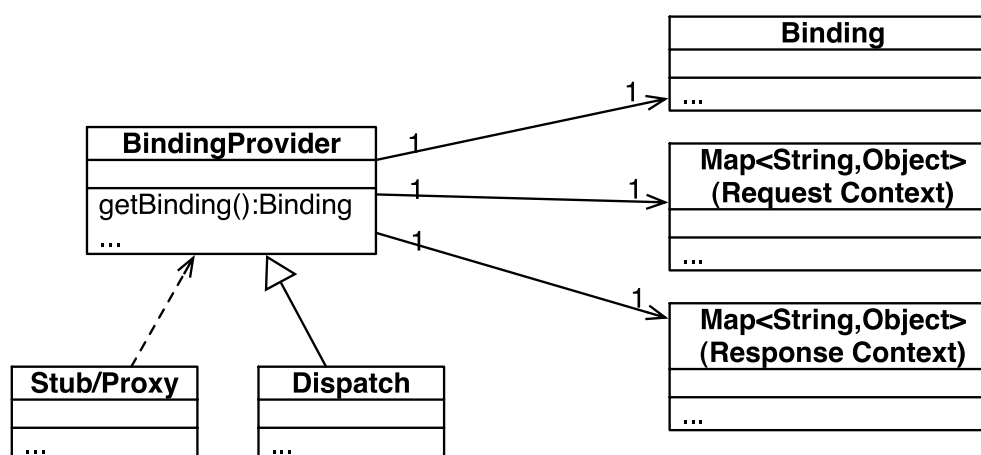 Binding
...
1
1
BindingProvider
getBinding():Binding
...
1
1
Map<String,Object>
(Request Context)
...
1
1
Map<String,Object>
(Response Context)
...
Stub/Proxy
...
Dispatch
...